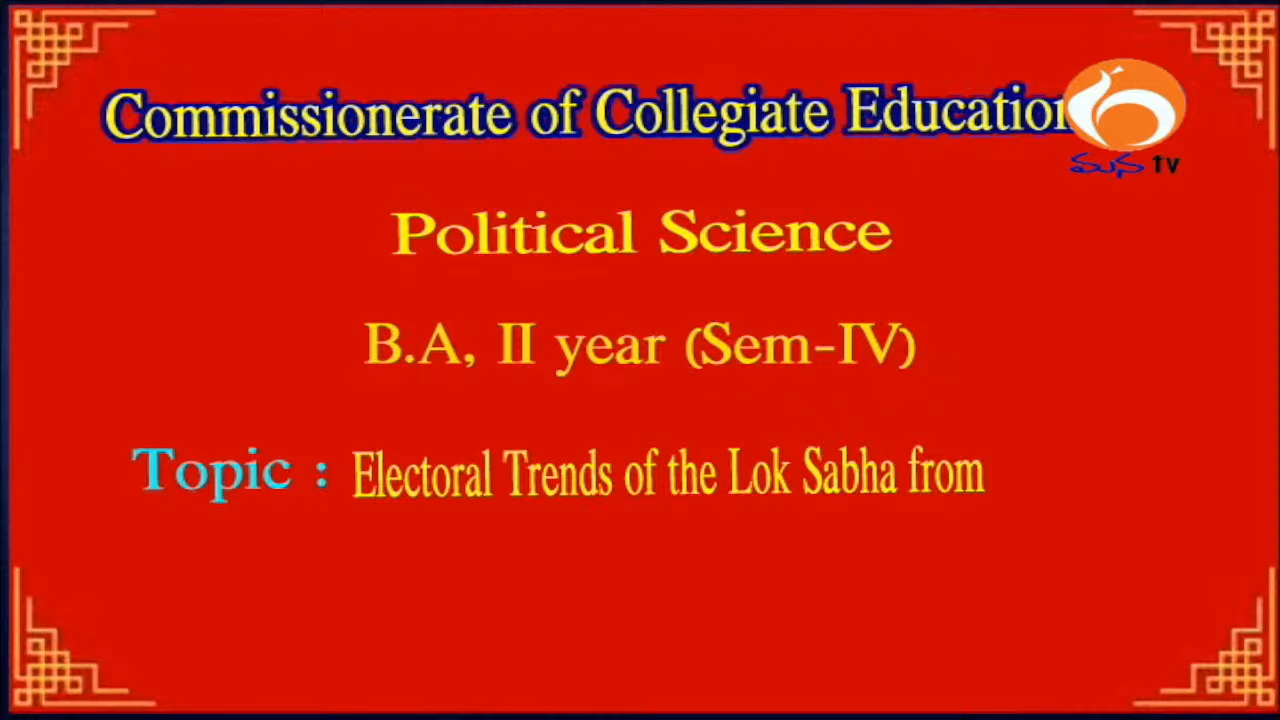 Commissionerate of Collegiate Education
మన tv
Political Science
B.A, II year (Sem-IV)
Topic : Electoral Trends of the Lok Sabha from